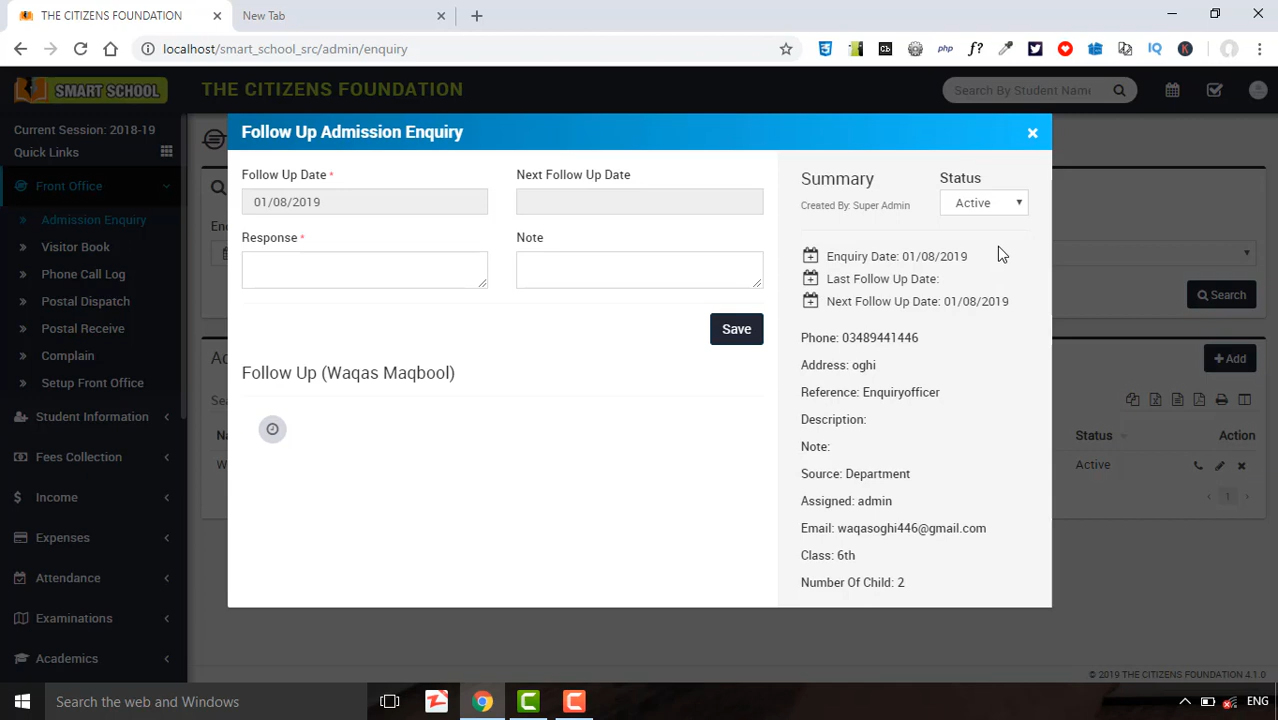 THE CITIZENS FOUNDATION
New Tab
localhost/smart_school_src/admin/enquiry
SMART SCHOOL
THE CITIZENS FOUNDATION
Search By Student Name
Current Session: 2018-19
Quick Links
Front Office
Admission Enquiry
Visitor Book
Phone Call Log
Postal Dispatch
Postal Receive
Complain
Setup Front Office
Student Information
Fees Collection
Income
Expenses
Attendance
Examinations
Academics
Follow Up Admission Enquiry
Follow Up Date *
Next Follow Up Date
01/08/2019
Response *
Note
Save
Follow Up (Waqas Maqbool)
Summary
Status
Created By: Super Admin
Active
Enquiry Date: 01/08/2019
Last Follow Up Date:
Next Follow Up Date: 01/08/2019
Phone: 03489441446
Address: oghi
Reference: Enquiryofficer
Description:
Note:
Source: Department
Assigned: admin
Email: waqasoghi446@gmail.com
Class: 6th
Number Of Child: 2
Search
+ Add
Status
Action
Active
1
© 2019 THE CITIZENS FOUNDATION 4.1.0
Search the web and Windows
ENG